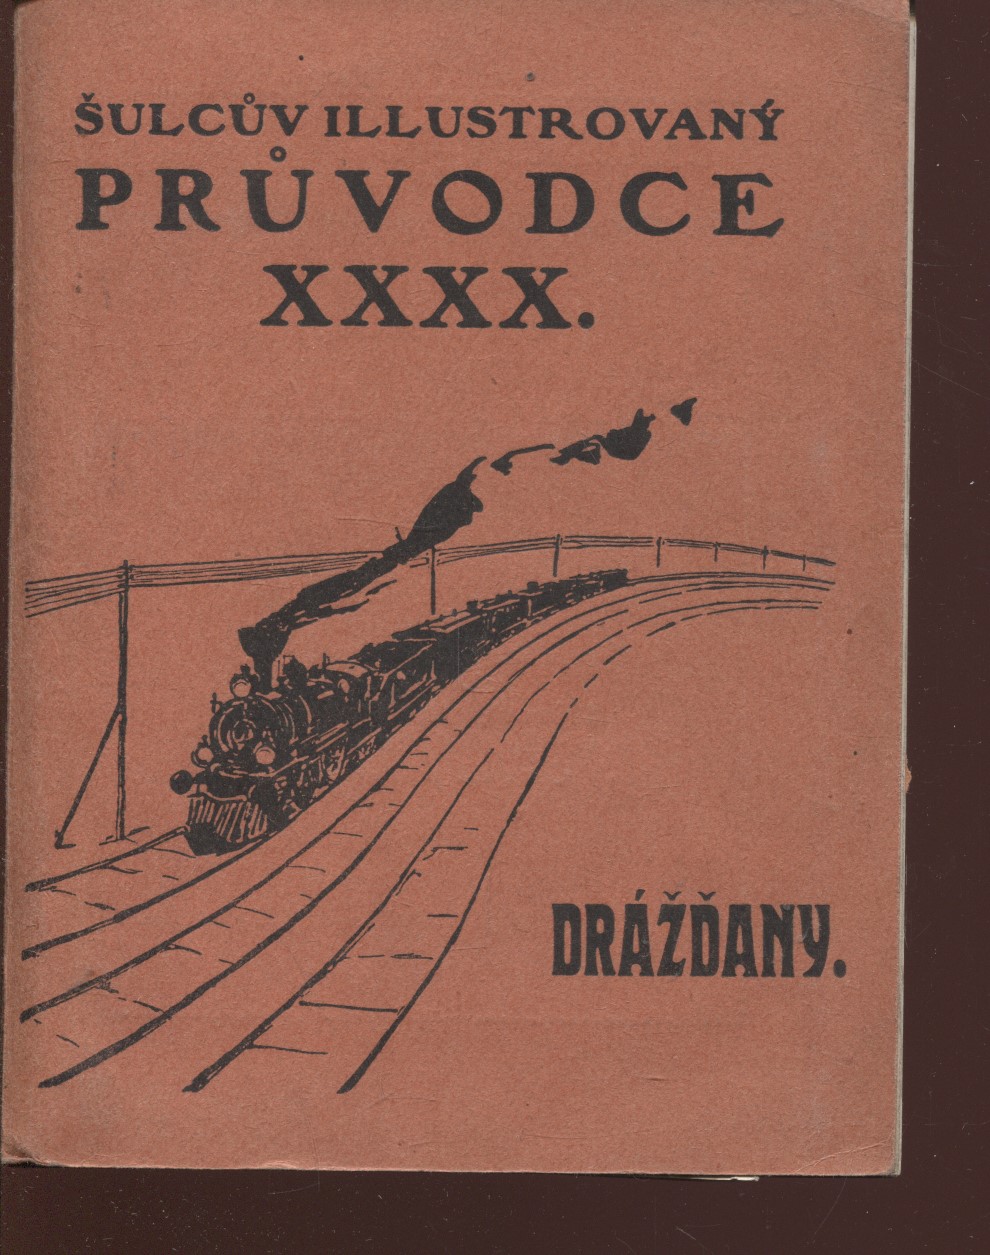 ŠULCŮV ILLUSTROVANÝ
PRŮVODCE
XXXX.
DRÁŽĎANY.